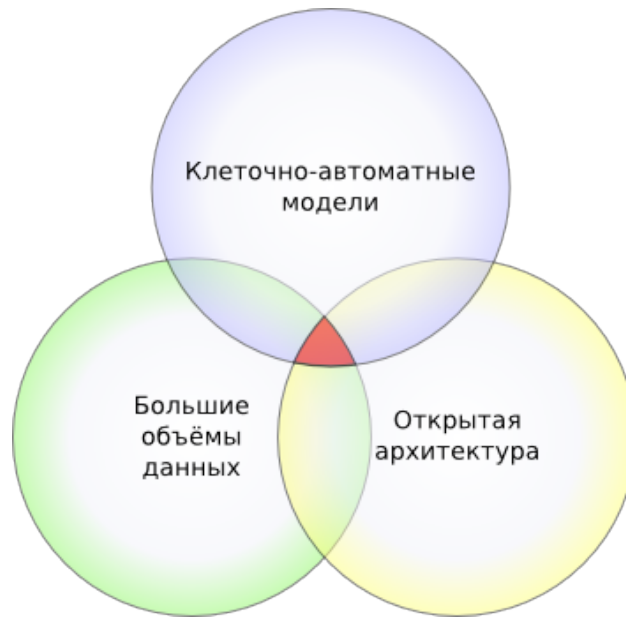 Клеточно-автоматные
модели
Большие
объёмы
данных
Открытая
архитектура